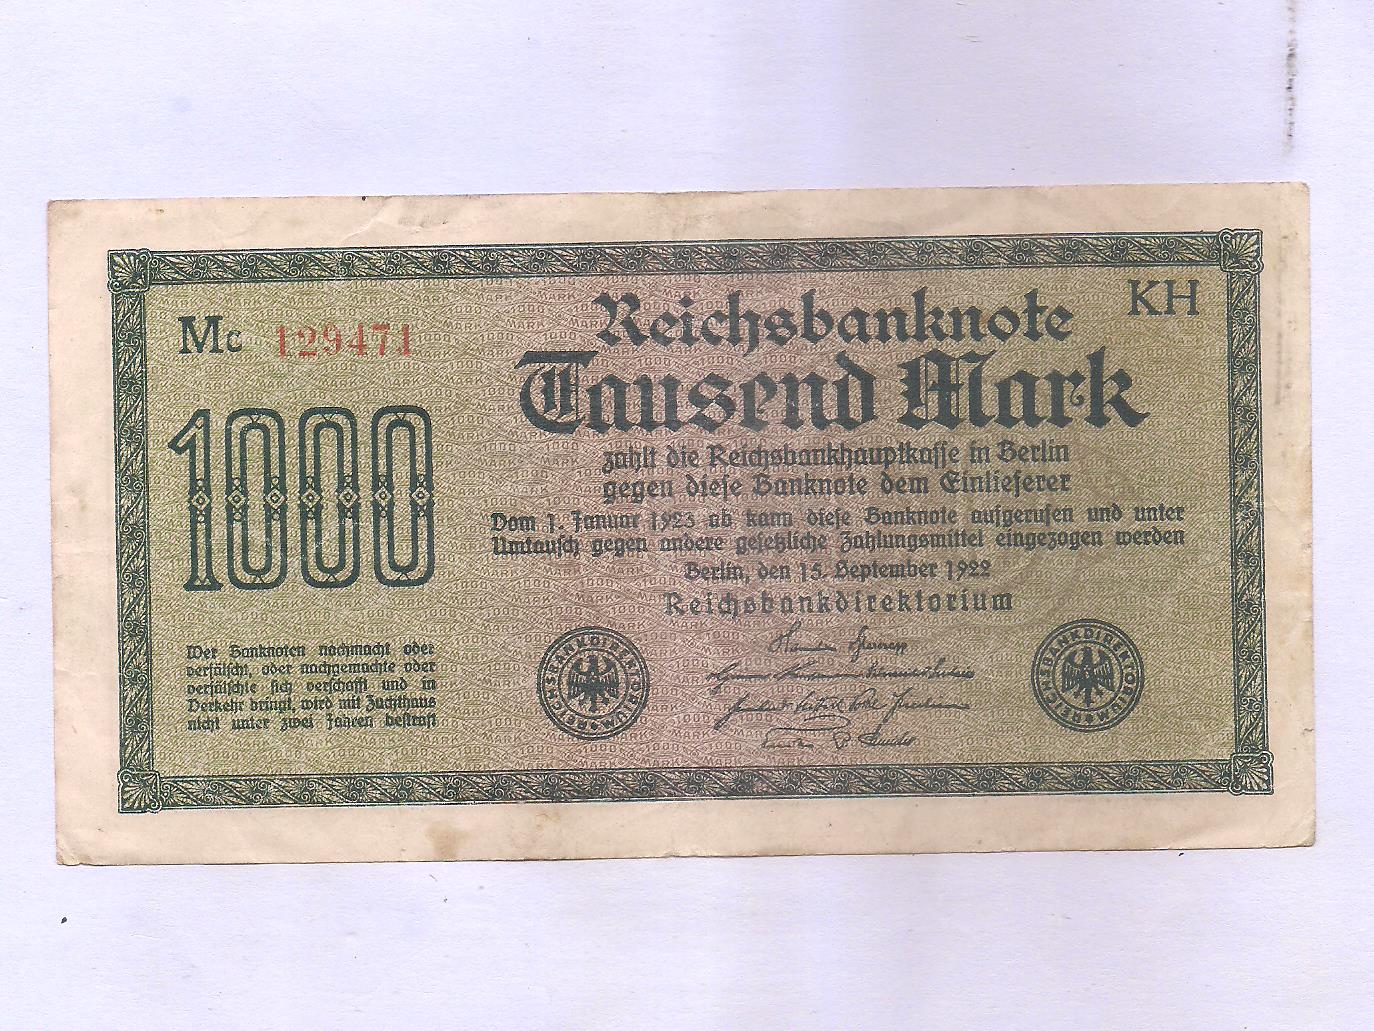 Mc 129471
KH
Reichsbanknote
Tausend Mark
1000
zahlt die Reichsbankhauptkasse in Berlin
gegen diese Banknote dem Einlieferer
Vom 1. Januar 1923 ab kann diese Banknote aufgerufen und unter
Umtausch gegen andere gesetzliche Zahlungsmittel eingezogen werden
Berlin, den 15. September 1922
Reichsbankdirektorium
Wer Banknoten nachmacht oder
verfälscht, oder nachgemachte oder
verfälschte sich verschafft und in
Verkehr bringt, wird mit Zuchthaus
nicht unter zwei Jahren bestraft
REICHSBANKDIREKTORIUM
REICHSBANKDIREKTORIUM